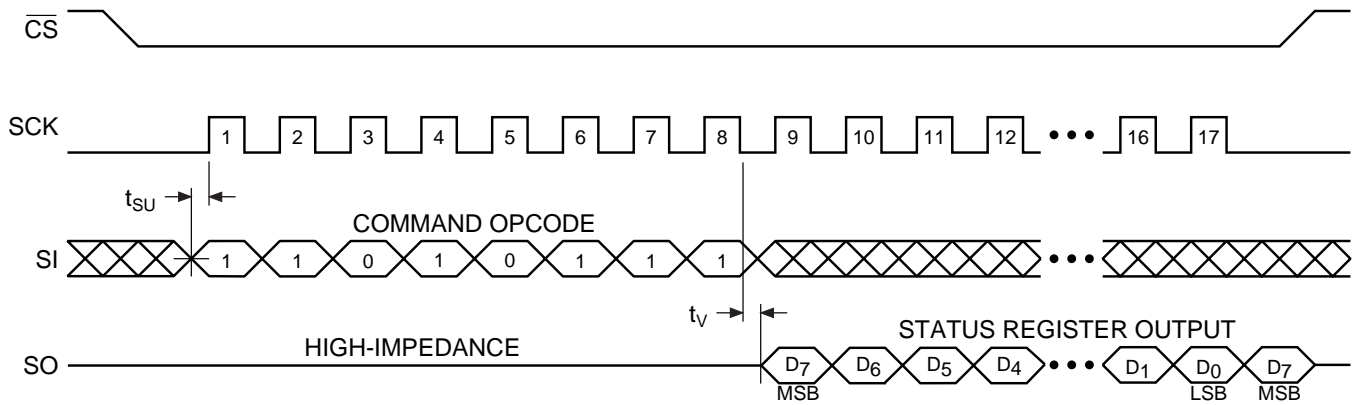 CS
SCK
1 2 3 4 5 6 7 8 9 10 11 12 ••• 16 17
tSU
COMMAND OPCODE
SI
1 1 0 1 0 1 1 1 •••
tV
STATUS REGISTER OUTPUT
HIGH-IMPEDANCE
SO
D7 D6 D5 D4 ••• D1 D0 D7
MSB LSB MSB